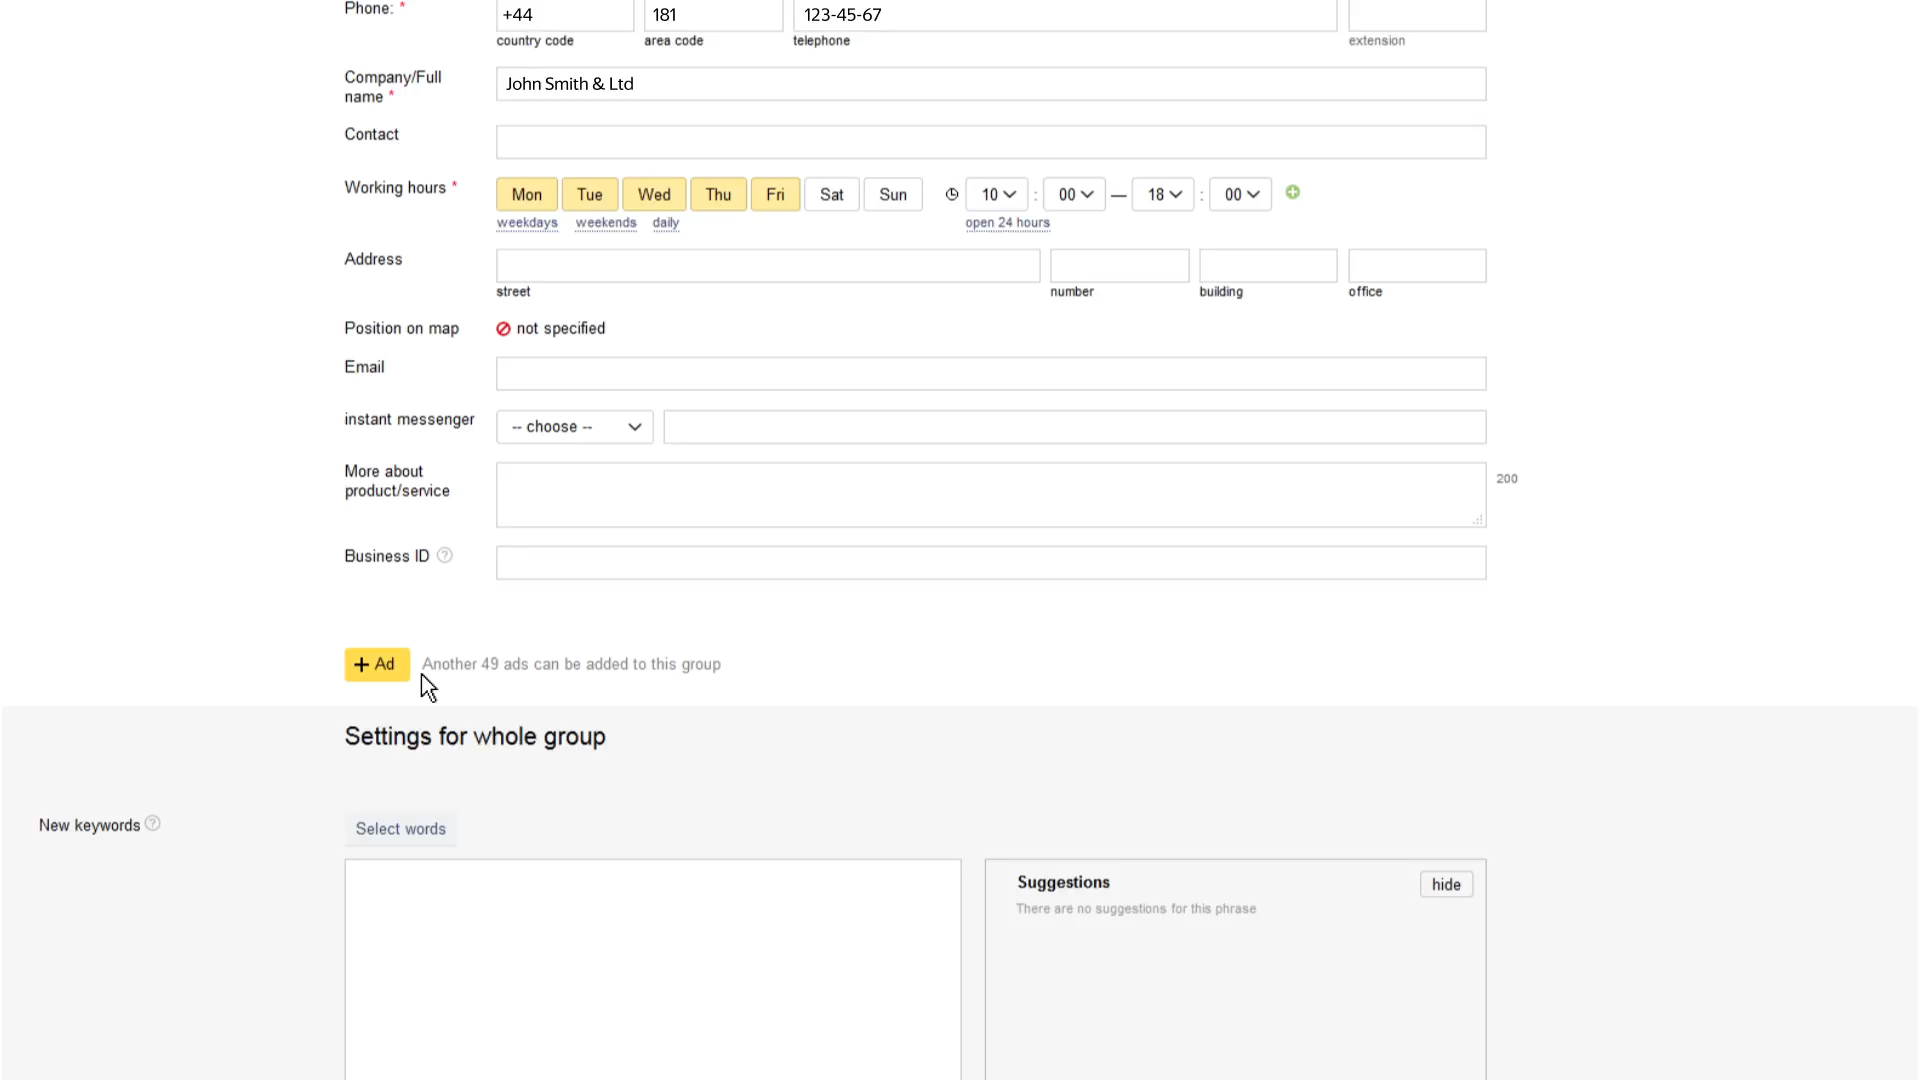 Phone: *
+44 181 123-45-67
country code area code telephone extension
Company/Full name *
John Smith & Ltd
Contact
Working hours * Mon Tue Wed Thu Fri Sat Sun 10 : 00 — 18 : 00
weekdays weekends daily open 24 hours
Address
street number building office
Position on map not specified
Email
instant messenger -- choose --
More about
product/service
200
Business ID ?
+ Ad Another 49 ads can be added to this group
Settings for whole group
New keywords ?
Select words
Suggestions hide
There are no suggestions for this phrase